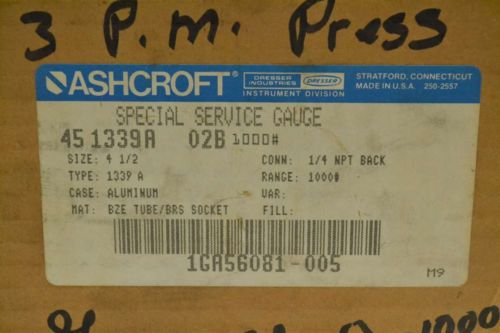 3 P.M. Press
ASHCROFT® DRESSER INDUSTRIES DRESSER INSTRUMENT DIVISION STRATFORD, CONNECTICUT MADE IN U.S.A. 250-2557
SPECIAL SERVICE GAUGE
45 1339A 02B 1000#
SIZE: 4 1/2 CONN: 1/4 NPT BACK
TYPE: 1339 A RANGE: 1000#
CASE: ALUMINUM VAR:
MAT: BZE TUBE/BRS SOCKET FILL:
1GA56081-005
M9
1000